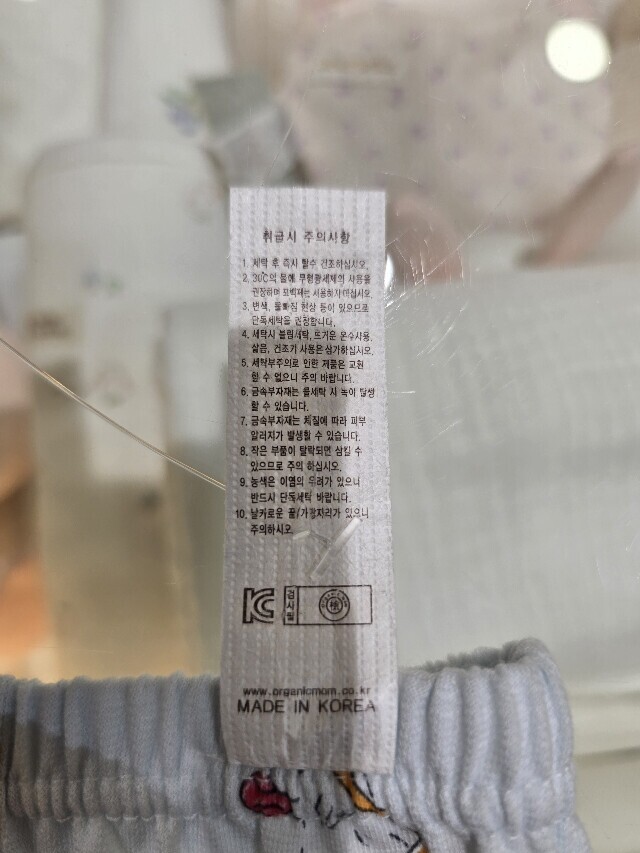 취급시 주의사항
1. 세탁 후 즉시 탈수 건조하십시오.
2. 30℃의 물에 무형광세제의 사용을
권장하며 표백제는 사용하지 마십시오.
3. 변색, 물빠짐 현상 등이 있으므로
단독세탁을 권장합니다.
4. 세탁시 불림세탁, 뜨거운 온수사용,
삶음, 건조기 사용은 삼가하십시오.
5. 세탁부주의로 인한 제품은 교환
할 수 없으니 주의 바랍니다.
6. 금속부자재는 물세탁 시 녹이 발생
할 수 있습니다.
7. 금속부자재는 체질에 따라 피부
알러지가 발생할 수 있습니다.
8. 작은 부품이 탈락되면 삼킬 수
있으므로 주의 하십시오.
9. 농색은 이염의 우려가 있으니
반드시 단독세탁 바랍니다.
10. 날카로운 끝/가장자리가 있으니
주의하십시오.
KC 검사필
www.organicmom.co.kr
MADE IN KOREA